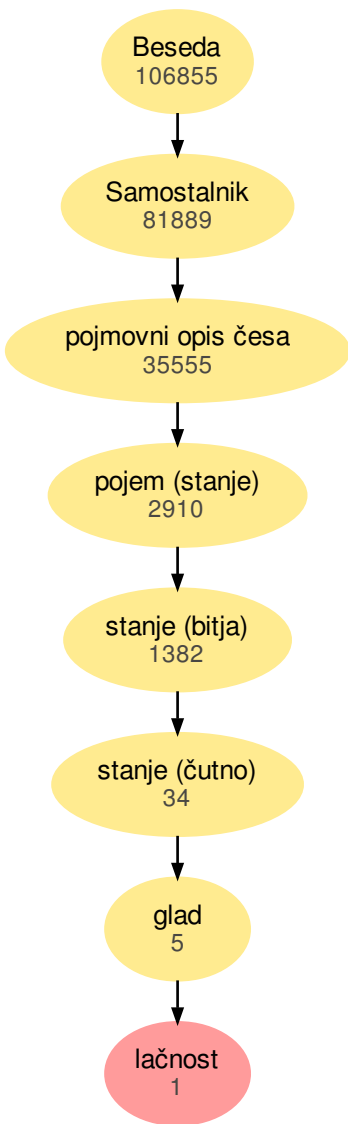 Beseda
106855
Samostalnik
81889
pojmovni opis česa
35555
pojem (stanje)
2910
stanje (bitja)
1382
stanje (čutno)
34
glad
5
lačnost
1